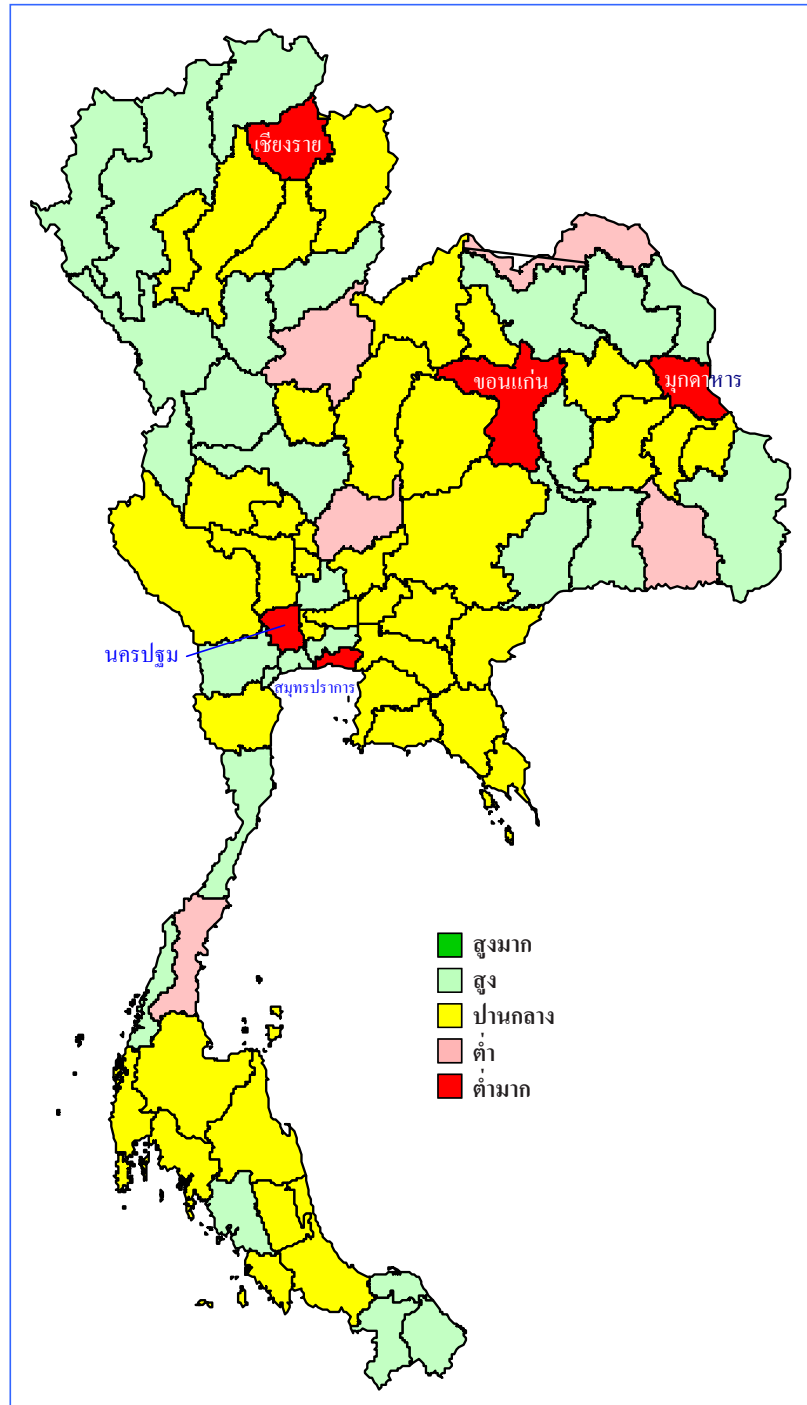 เชียงราย
ขอนแก่น
มุกดาหาร
นครปฐม
สมุทรปราการ
สูงมาก
สูง
ปานกลาง
ต่ำ
ต่ำมาก